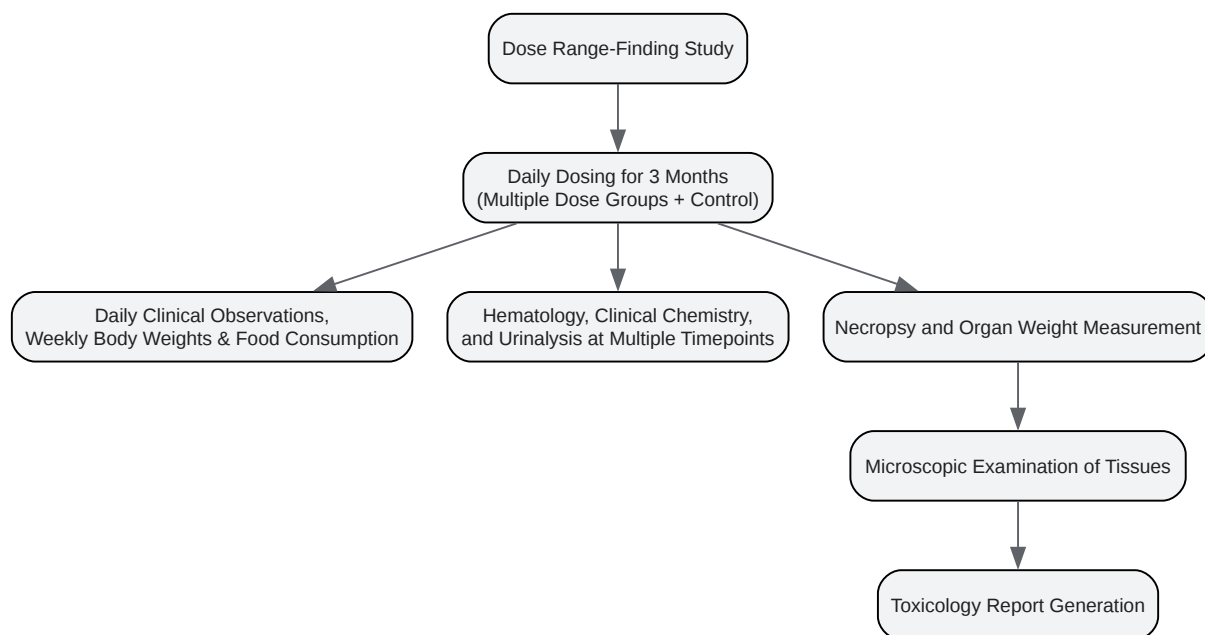 Dose Range-Finding Study
Daily Dosing for 3 Months
(Multiple Dose Groups + Control)
Daily Clinical Observations,
Weekly Body Weights & Food Consumption
Hematology, Clinical Chemistry,
and Urinalysis at Multiple Timepoints
Necropsy and Organ Weight Measurement
Microscopic Examination of Tissues
Toxicology Report Generation